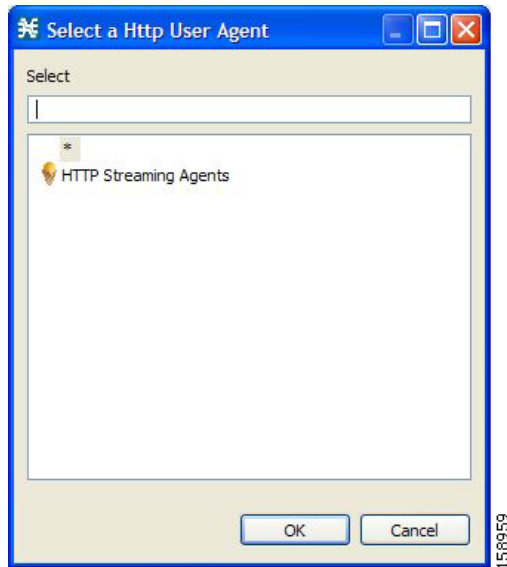 Select a Http User Agent
Select
*
HTTP Streaming Agents
OK
Cancel
158959